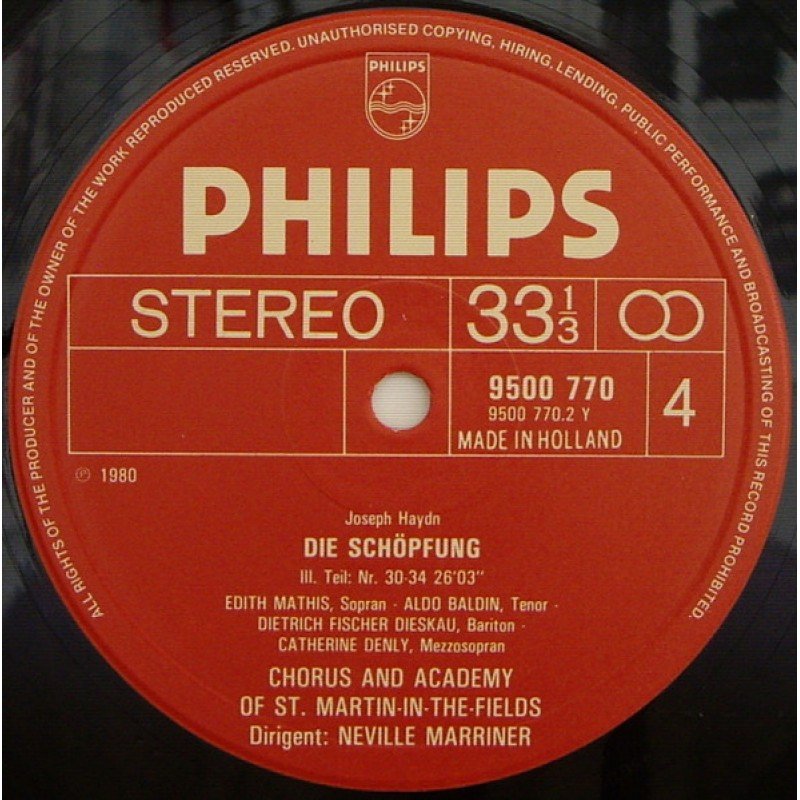 ALL RIGHTS OF THE PRODUCER AND OF THE OWNER OF THE WORK REPRODUCED RESERVED. UNAUTHORISED COPYING, HIRING, LENDING, PUBLIC PERFORMANCE AND BROADCASTING OF THIS RECORD PROHIBITED.
PHILIPS
PHILIPS
STEREO 33 1/3
9500 770
9500 770.2 Y
4
MADE IN HOLLAND
℗ 1980
Joseph Haydn
DIE SCHÖPFUNG
III. Teil: Nr. 30-34 26'03"
EDITH MATHIS, Sopran · ALDO BALDIN, Tenor ·
DIETRICH FISCHER DIESKAU, Bariton ·
CATHERINE DENLY, Mezzosopran
CHORUS AND ACADEMY
OF ST. MARTIN-IN-THE-FIELDS
Dirigent: NEVILLE MARRINER